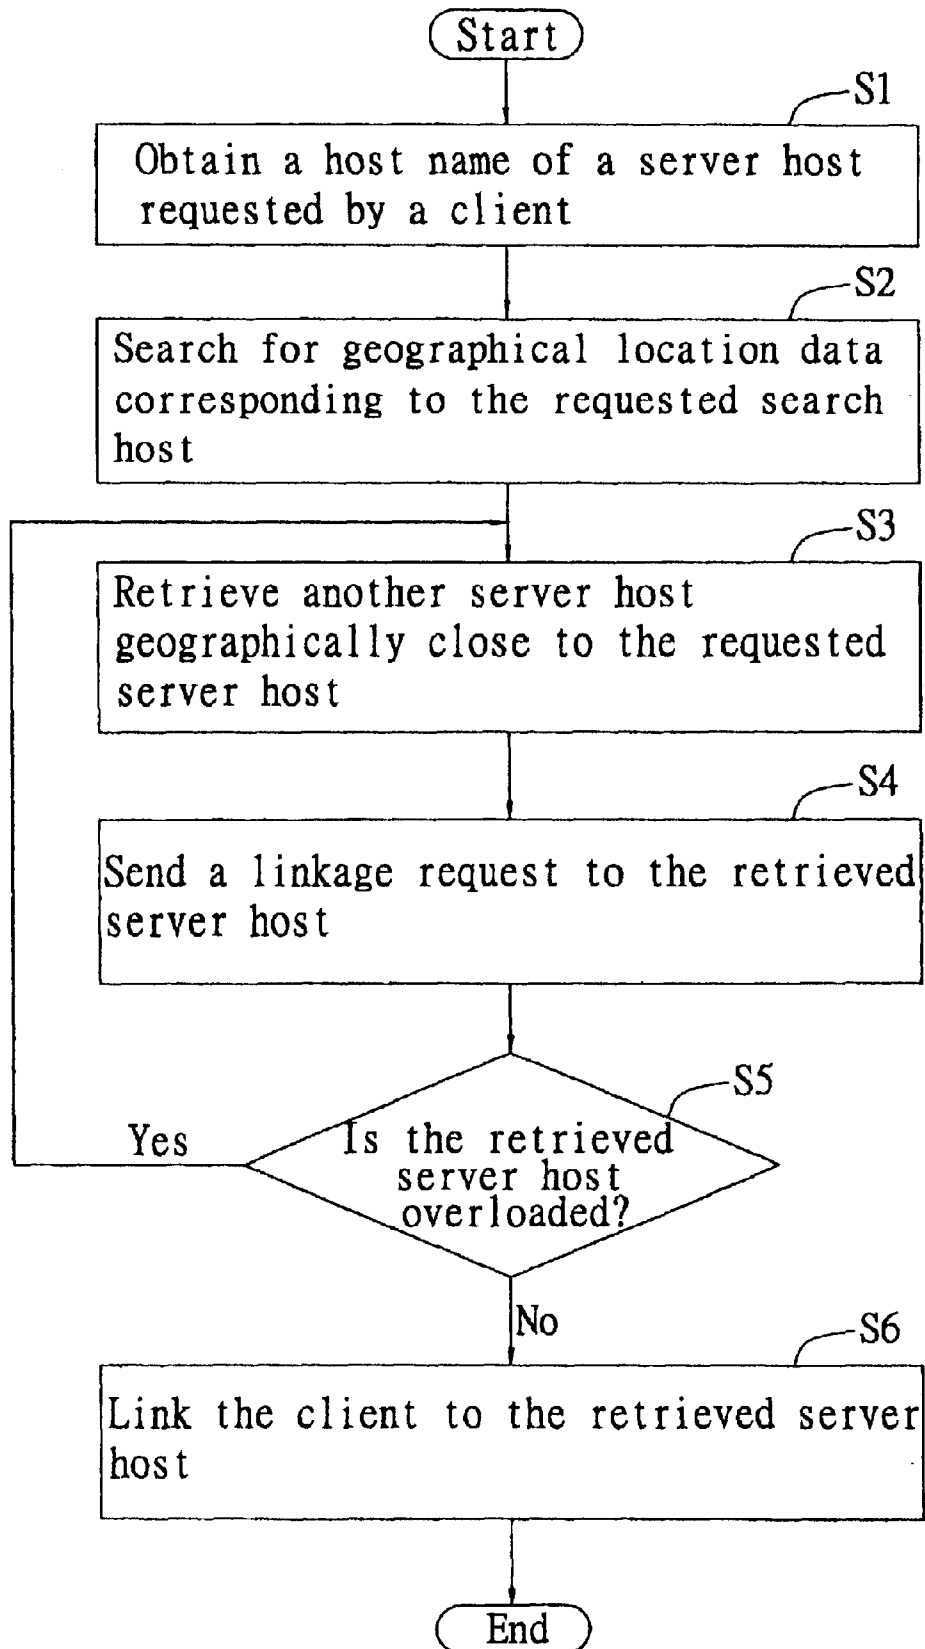 Start
S1
Obtain a host name of a server host
requested by a client
S2
Search for geographical location data
corresponding to the requested search
host
S3
Retrieve another server host
geographically close to the requested
server host
S4
Send a linkage request to the retrieved
server host
S5
Is the retrieved
server host
overloaded?
Yes
No
S6
Link the client to the retrieved server
host
End